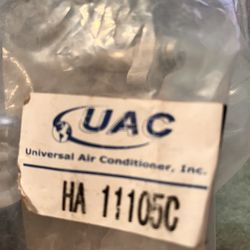 UAC
Universal Air Conditioner, Inc.
HA 11105C